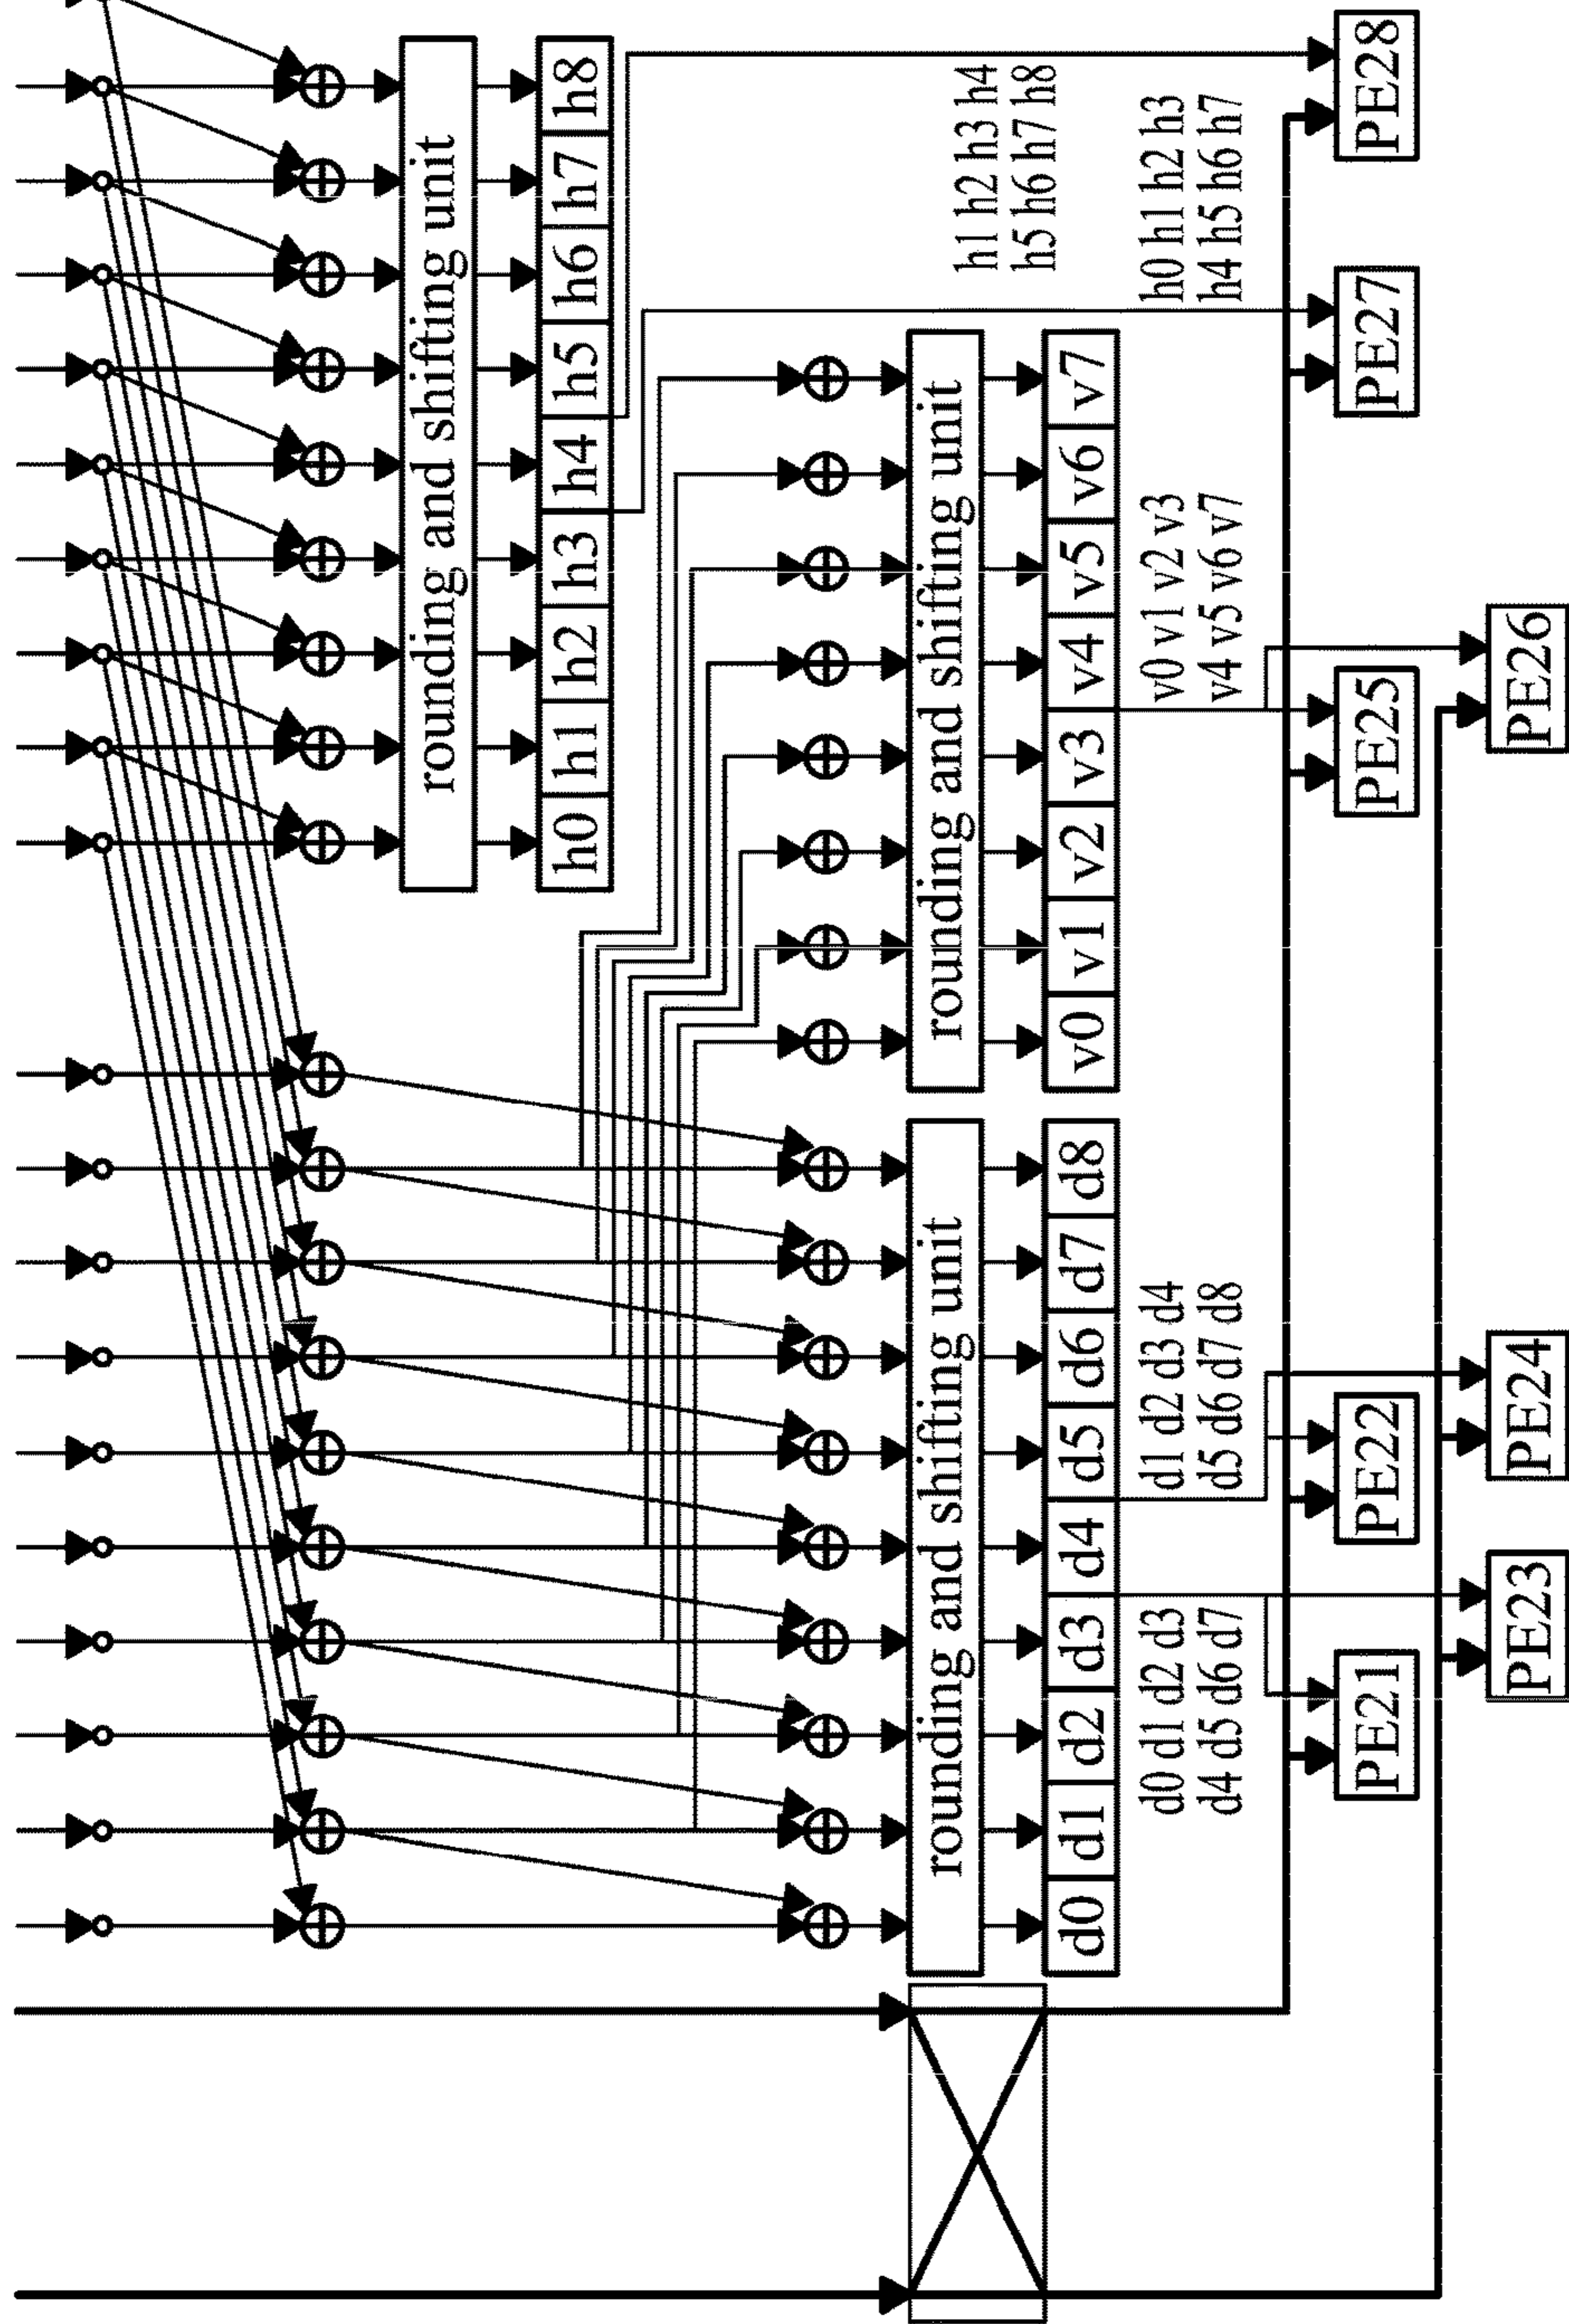 rounding and shifting unit
h0 h1 h2 h3 h4 h5 h6 h7 h8
rounding and shifting unit
rounding and shifting unit
d0 d1 d2 d3 d4 d5 d6 d7 d8
v0 v1 v2 v3 v4 v5 v6 v7
h1 h2 h3 h4
h5 h6 h7 h8
d0 d1 d2 d3
d4 d5 d6 d7
d1 d2 d3 d4
d5 d6 d7 d8
v0 v1 v2 v3
v4 v5 v6 v7
h0 h1 h2 h3
h4 h5 h6 h7
PE21
PE22
PE25
PE27
PE28
PE23
PE24
PE26